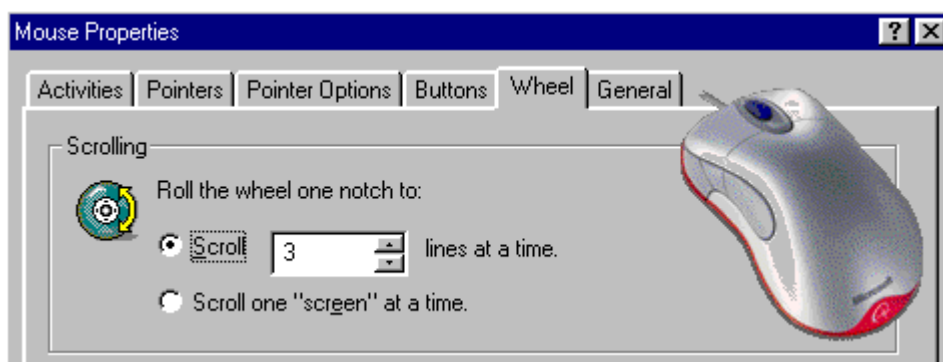 Mouse Properties
Activities Pointers Pointer Options Buttons Wheel General
Scrolling
Roll the wheel one notch to:
Scroll 3 lines at a time.
Scroll one "screen" at a time.
Microsoft